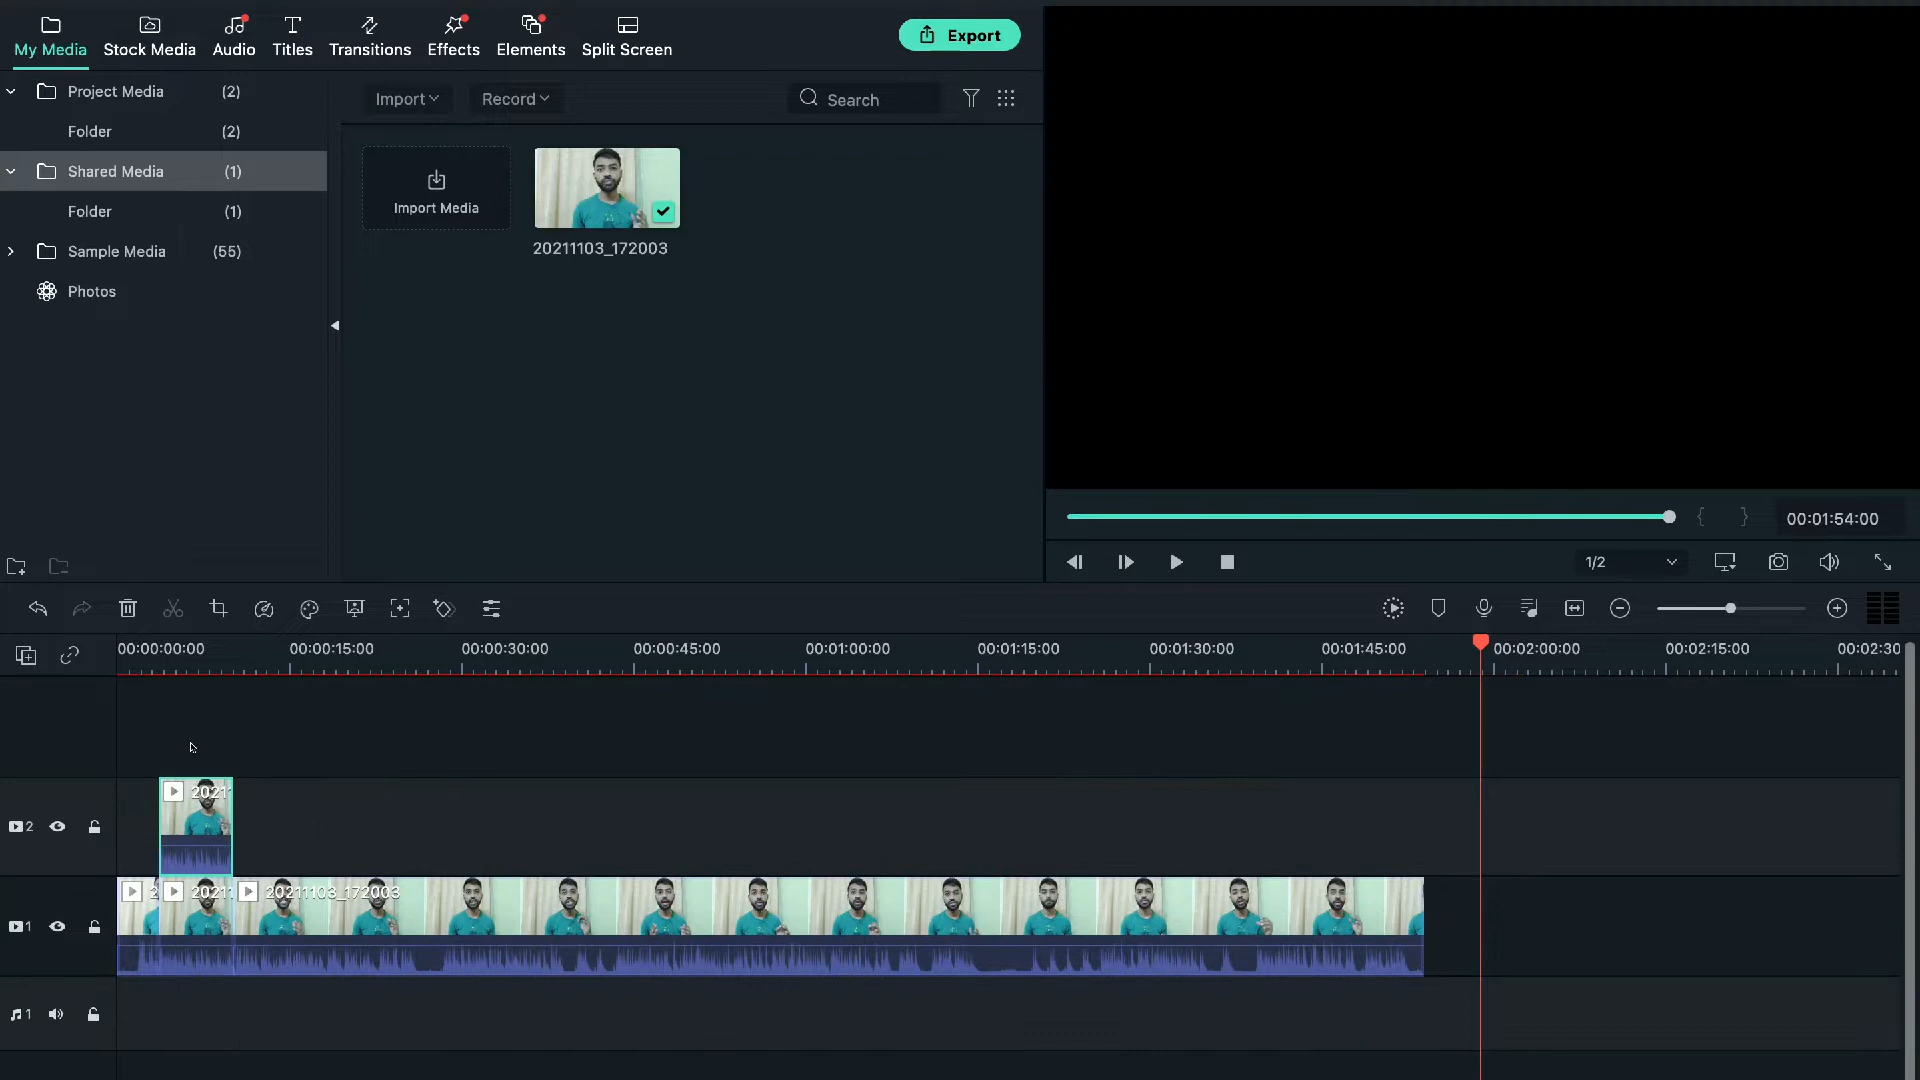 My Media
Stock Media
Audio
Titles
Transitions
Effects
Elements
Split Screen
Export
Project Media (2)
Folder (2)
Shared Media (1)
Folder (1)
Sample Media (55)
Photos
Import
Record
Search
Import Media
20211103_172003
00:01:54:00
1/2
00:00:00:00
00:00:15:00
00:00:30:00
00:00:45:00
00:01:00:00
00:01:15:00
00:01:30:00
00:01:45:00
00:02:00:00
00:02:15:00
00:02:30
2
2021
1
2
2021
20211103_172003
1